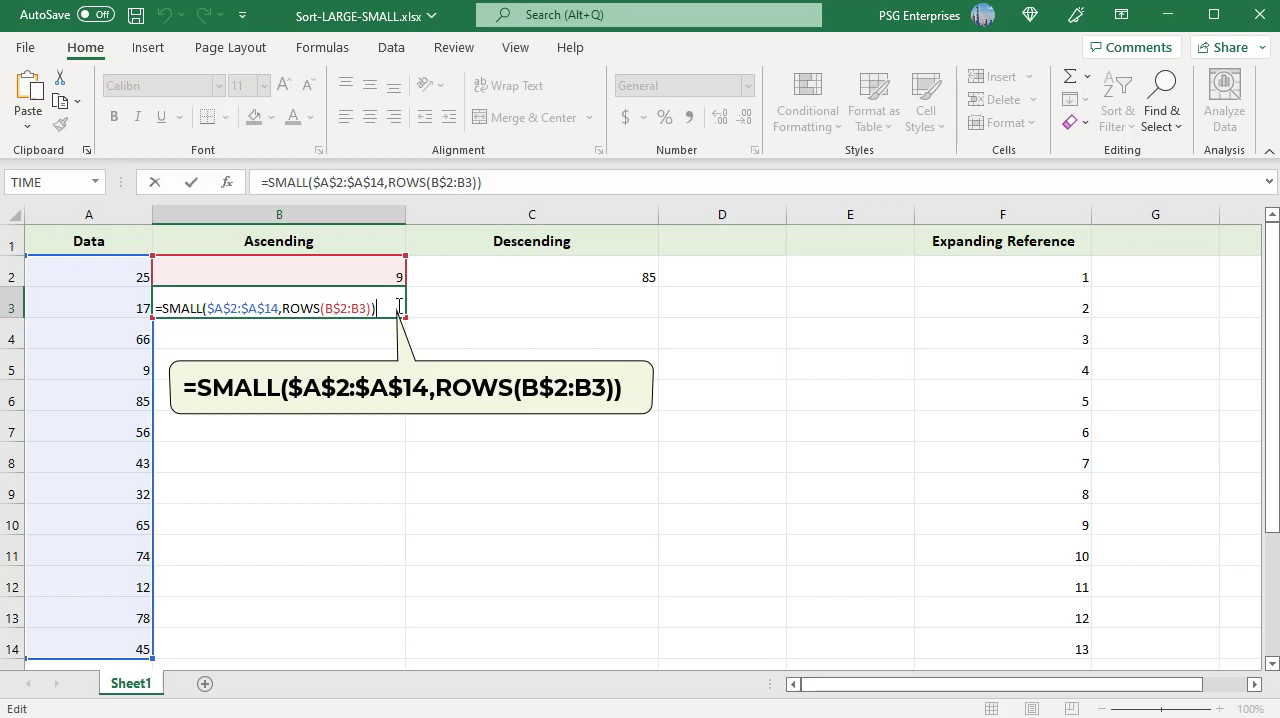 AutoSave Off Sort-LARGE-SMALL.xlsx Search (Alt+Q) PSG Enterprises
File Home Insert Page Layout Formulas Data Review View Help Comments Share
Calibri 11 Wrap Text General Insert
Paste Conditional Formatting Format as Table Cell Styles Delete Sort & Filter Find & Select Analyze Data
B I U Merge & Center $ % Format
Clipboard Font Alignment Number Styles Cells Editing Analysis
TIME fx =SMALL($A$2:$A$14,ROWS(B$2:B3))
A B C D E F G
1 Data Ascending Descending Expanding Reference
2 25 9 85 1
3 17 =SMALL($A$2:$A$14,ROWS(B$2:B3)) 2
4 66 3
=SMALL($A$2:$A$14,ROWS(B$2:B3))
5 9 4
6 85 5
7 56 6
8 43 7
9 32 8
10 65 9
11 74 10
12 12 11
13 78 12
14 45 13
Sheet1
Edit 100%